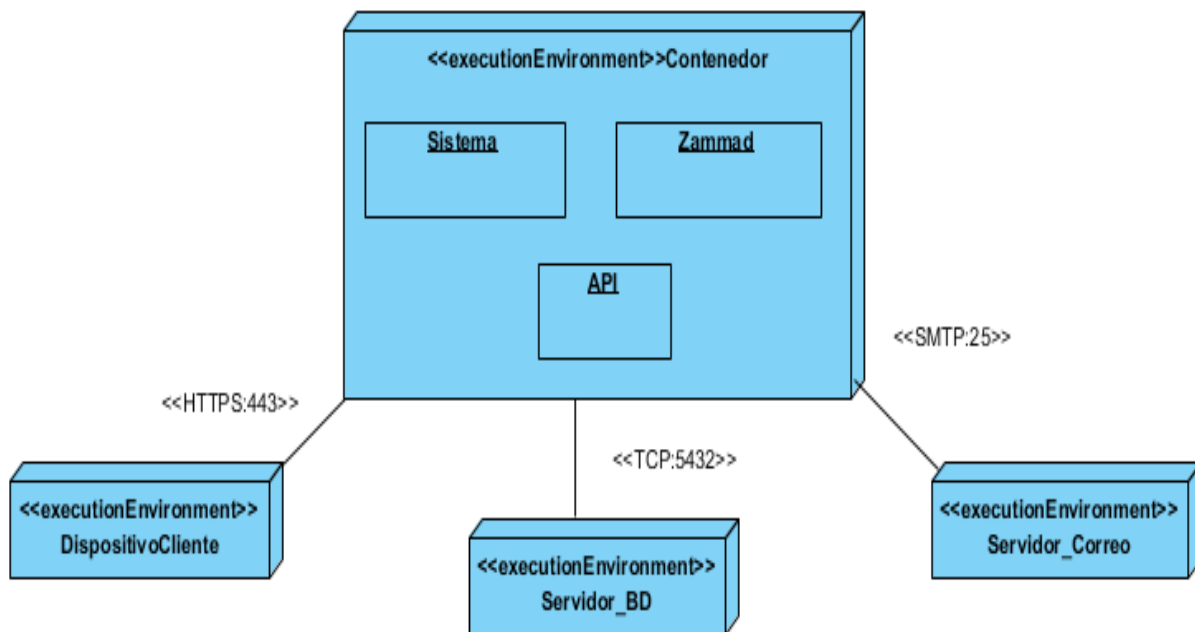 <<executionEnvironment>>Contenedor
Sistema
Zammad
API
<<SMTP:25>>
<<HTTPS:443>>
<<TCP:5432>>
<<executionEnvironment>>
DispositivoCliente
<<executionEnvironment>>
Servidor_BD
<<executionEnvironment>>
Servidor_Correo